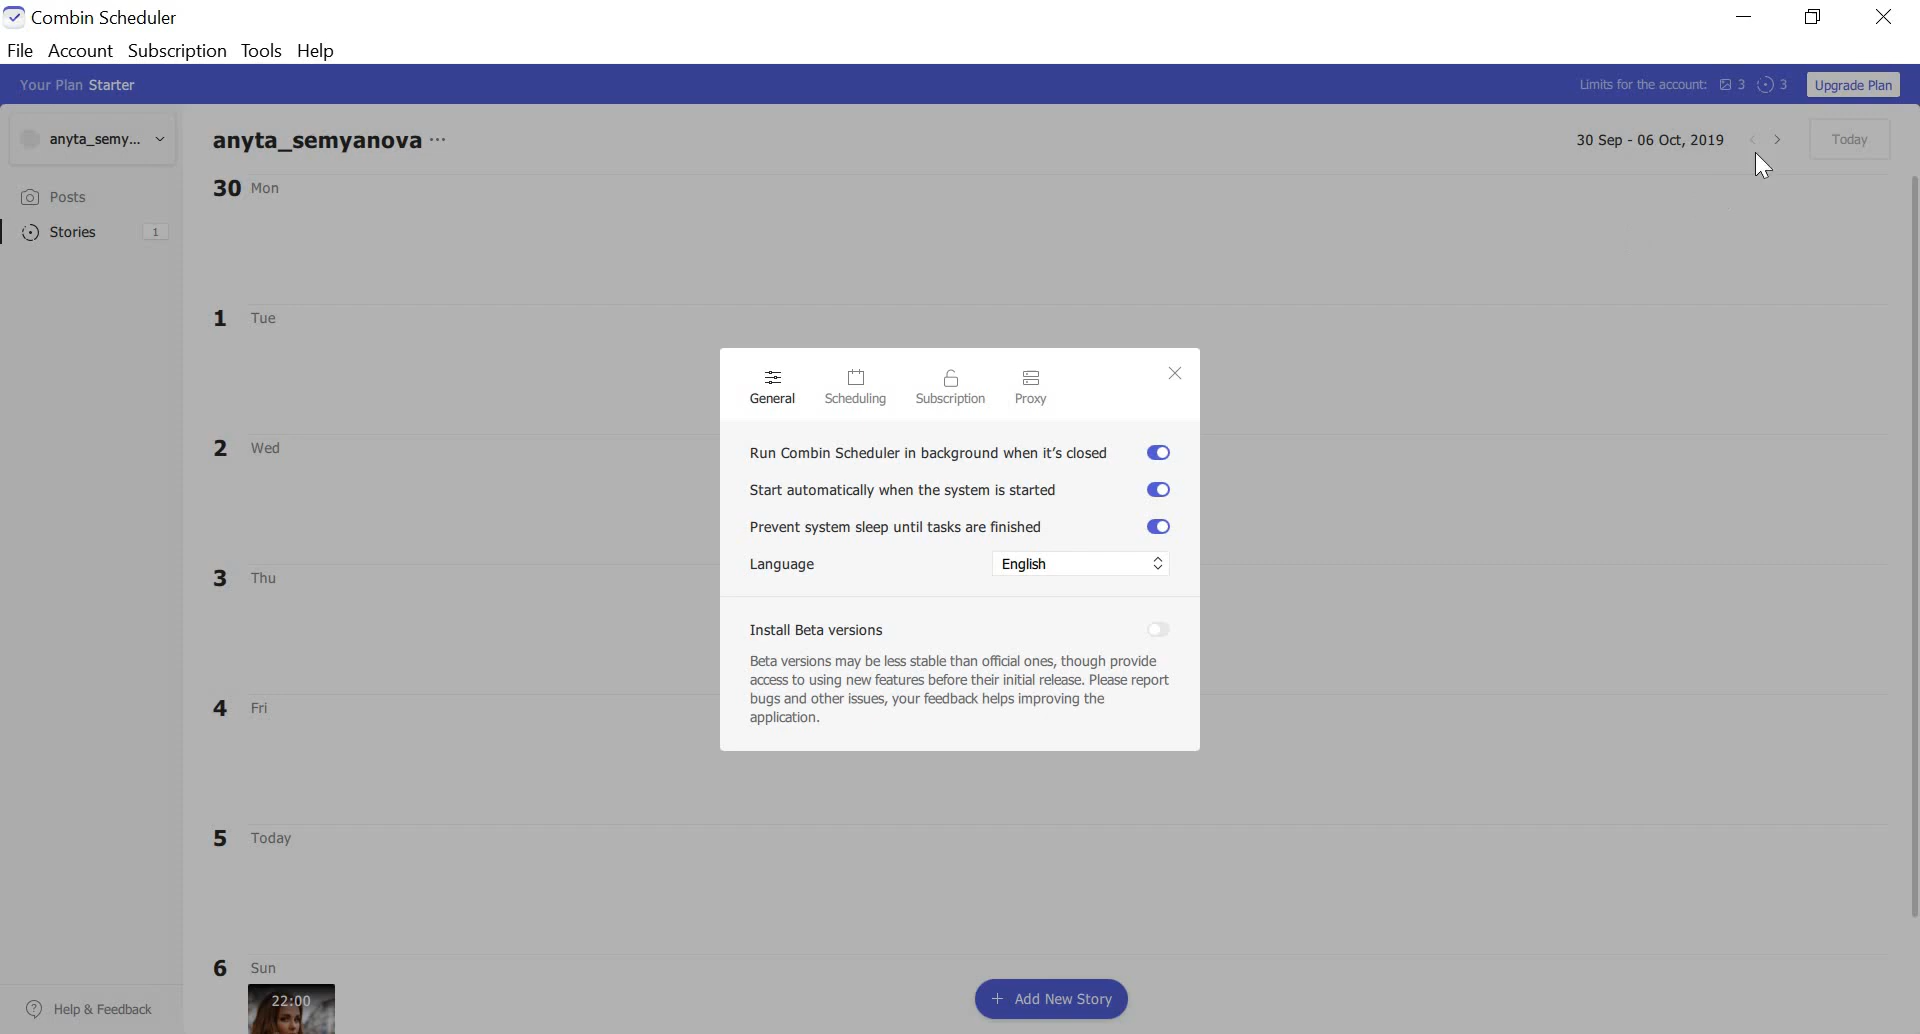 Combin Scheduler
File Account Subscription Tools Help
Your Plan Starter
Limits for the account: 3 3 Upgrade Plan
anyta_semy...
anyta_semyanova ...
30 Sep - 06 Oct, 2019
Today
Posts
Stories 1
30 Mon
1 Tue
2 Wed
3 Thu
4 Fri
5 Today
6 Sun
22:00
General Scheduling Subscription Proxy
Run Combin Scheduler in background when it's closed
Start automatically when the system is started
Prevent system sleep until tasks are finished
Language English
Install Beta versions
Beta versions may be less stable than official ones, though provide
access to using new features before their initial release. Please report
bugs and other issues, your feedback helps improving the
application.
+ Add New Story
Help & Feedback